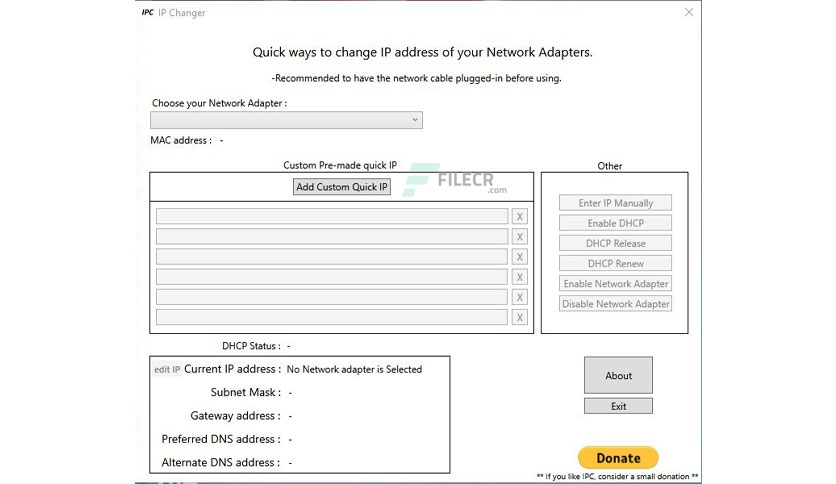 IPC IP Changer
Quick ways to change IP address of your Network Adapters.
-Recommended to have the network cable plugged-in before using.
Choose your Network Adapter :
MAC address : -
Custom Pre-made quick IP
Other
Add Custom Quick IP
FILECR
.com
X
X
X
X
X
X
Enter IP Manually
Enable DHCP
DHCP Release
DHCP Renew
Enable Network Adapter
Disable Network Adapter
DHCP Status : -
edit IP Current IP address : No Network adapter is Selected
Subnet Mask : -
Gateway address : -
Preferred DNS address : -
Alternate DNS address : -
About
Exit
Donate
** If you like IPC, consider a small donation **